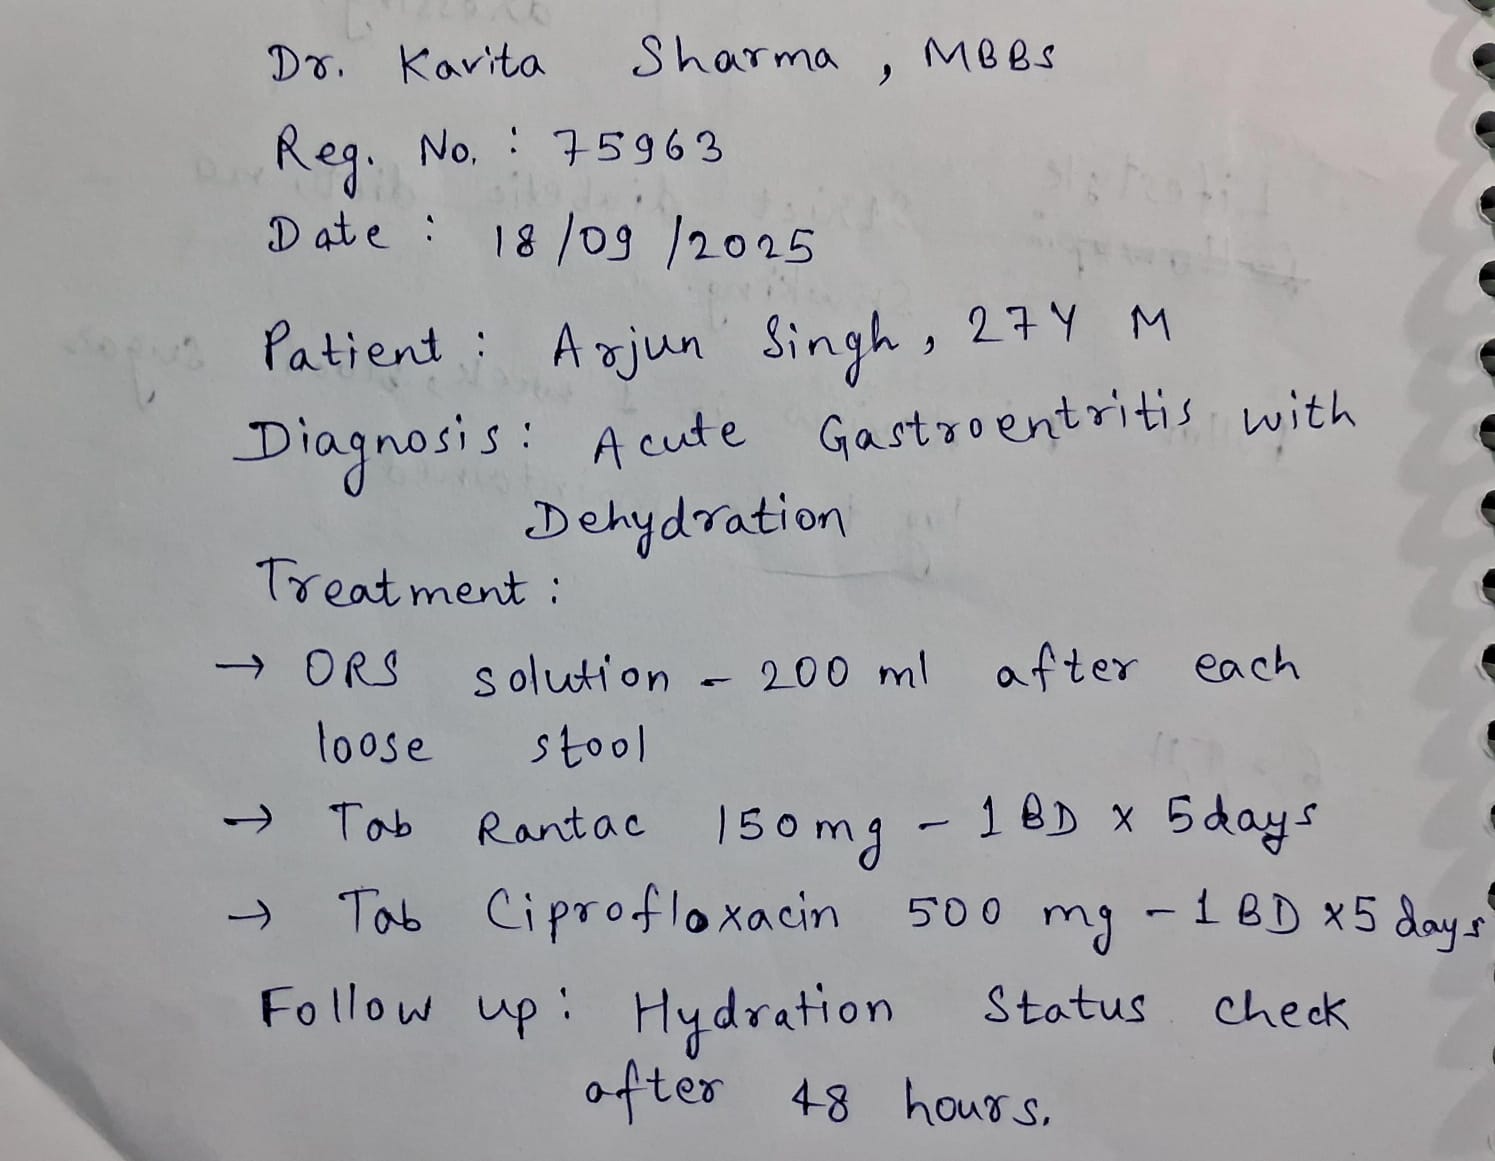 Dr. Kavita Sharma, MBBS
Reg. No. : 75963
Date : 18/09/2025
Patient : Arjun Singh, 27Y M
Diagnosis : Acute Gastroentritis with
Dehydration
Treatment :
→ ORS solution - 200 ml after each
loose stool
→ Tab Rantac 150mg - 1 BD x 5days
→ Tab Ciprofloxacin 500 mg - 1 BD x5 days
Follow up : Hydration Status check
after 48 hours.